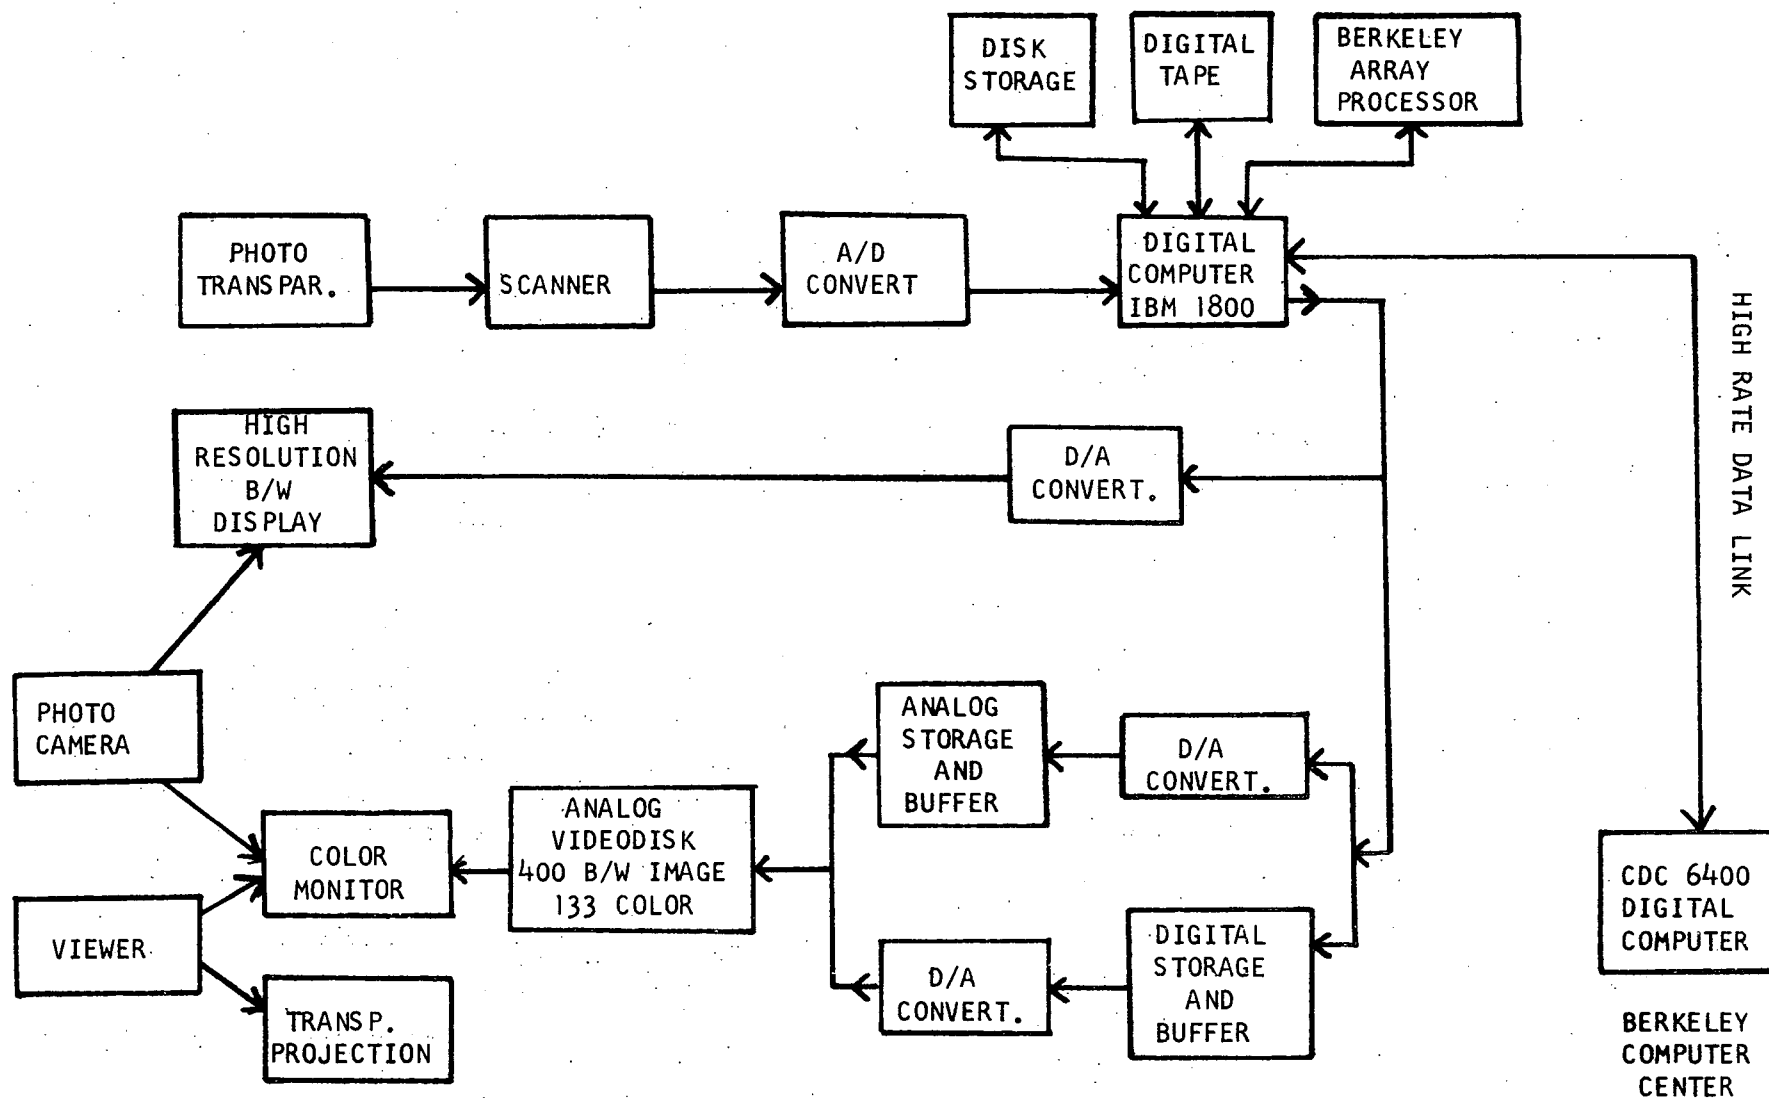 DISK
STORAGE
DIGITAL
TAPE
BERKELEY
ARRAY
PROCESSOR
PHOTO
TRANSPAR.
SCANNER
A/D
CONVERT
DIGITAL
COMPUTER
IBM 1800
HIGH RATE DATA LINK
HIGH
RESOLUTION
B/W
DISPLAY
D/A
CONVERT.
PHOTO
CAMERA
ANALOG
STORAGE
AND
BUFFER
D/A
CONVERT.
COLOR
MONITOR
ANALOG
VIDEODISK
400 B/W IMAGE
133 COLOR
VIEWER
TRANSP.
PROJECTION
D/A
CONVERT.
DIGITAL
STORAGE
AND
BUFFER
CDC 6400
DIGITAL
COMPUTER
BERKELEY
COMPUTER
CENTER